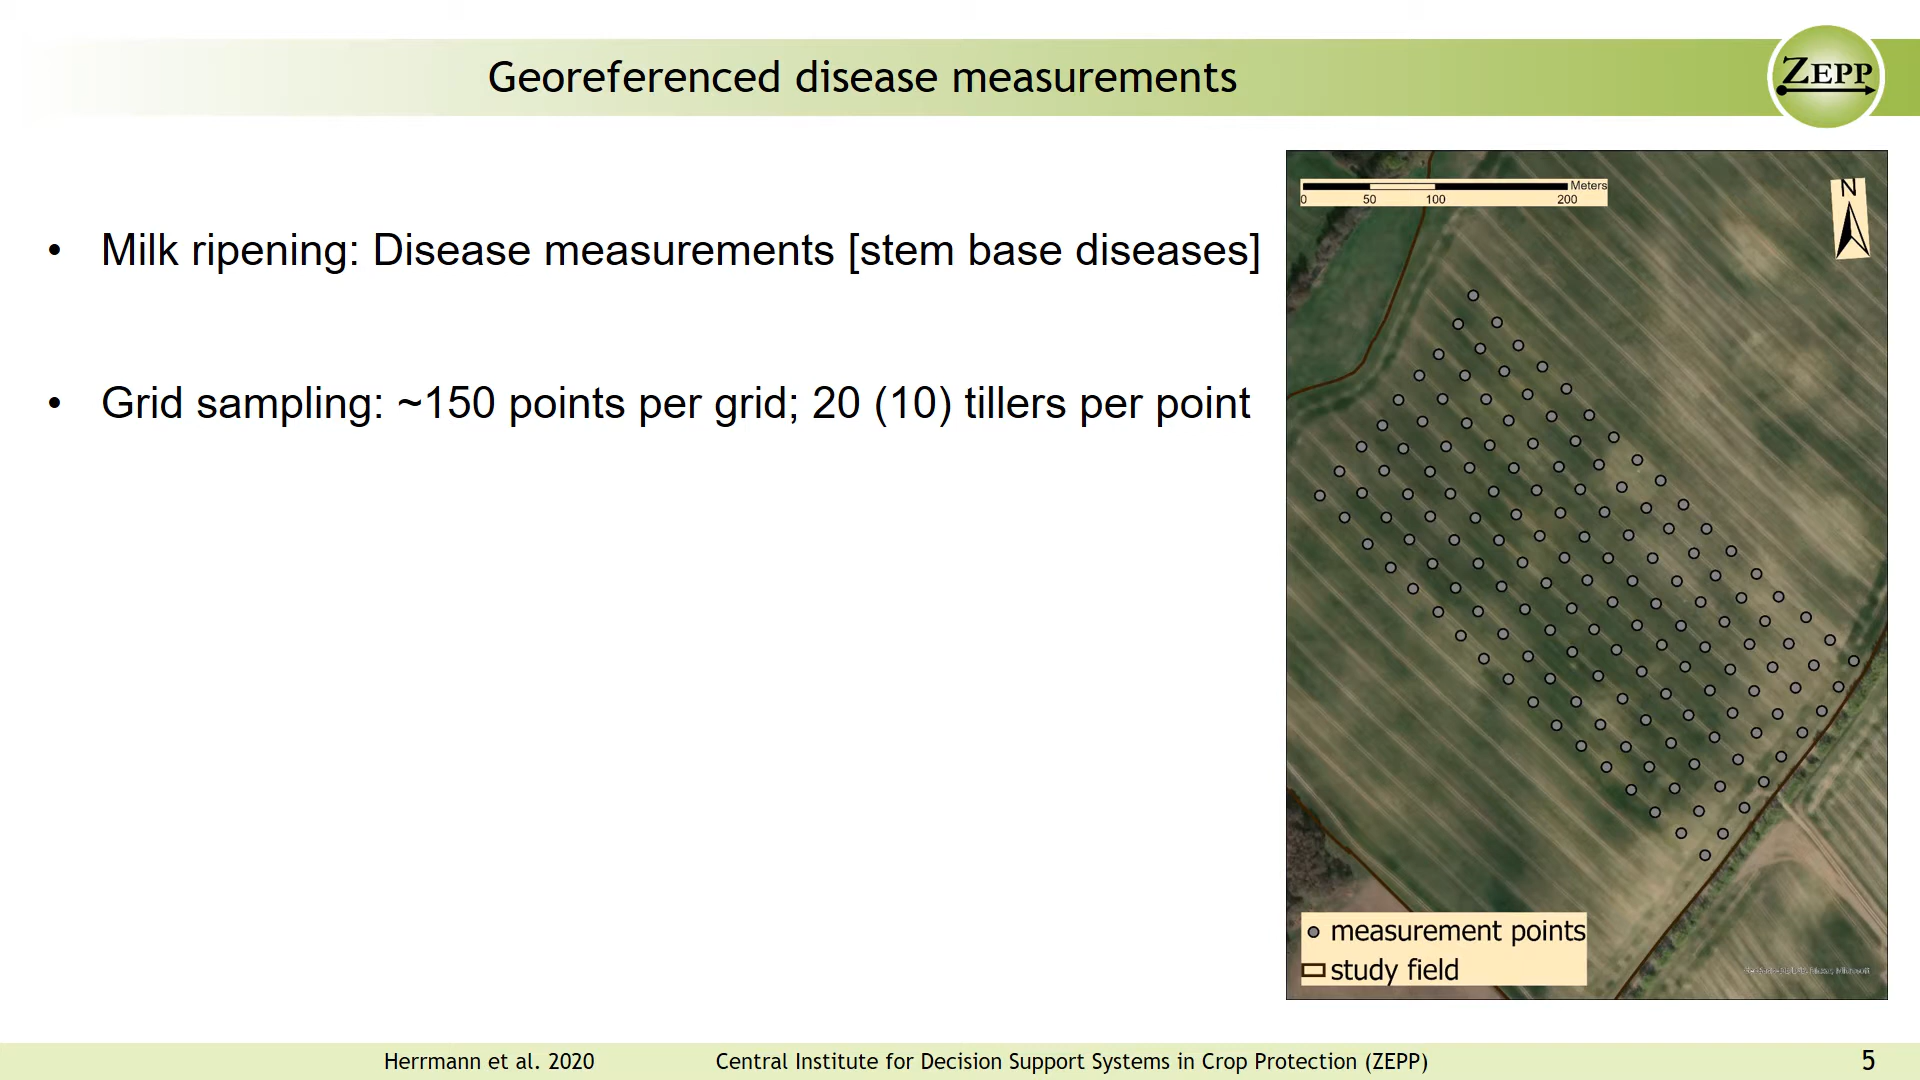 Georeferenced disease measurements
ZEPP
• Milk ripening: Disease measurements [stem base diseases]
• Grid sampling: ~150 points per grid; 20 (10) tillers per point
Meters
0 50 100 200
N
measurement points
study field
Herrmann et al. 2020 Central Institute for Decision Support Systems in Crop Protection (ZEPP) 5